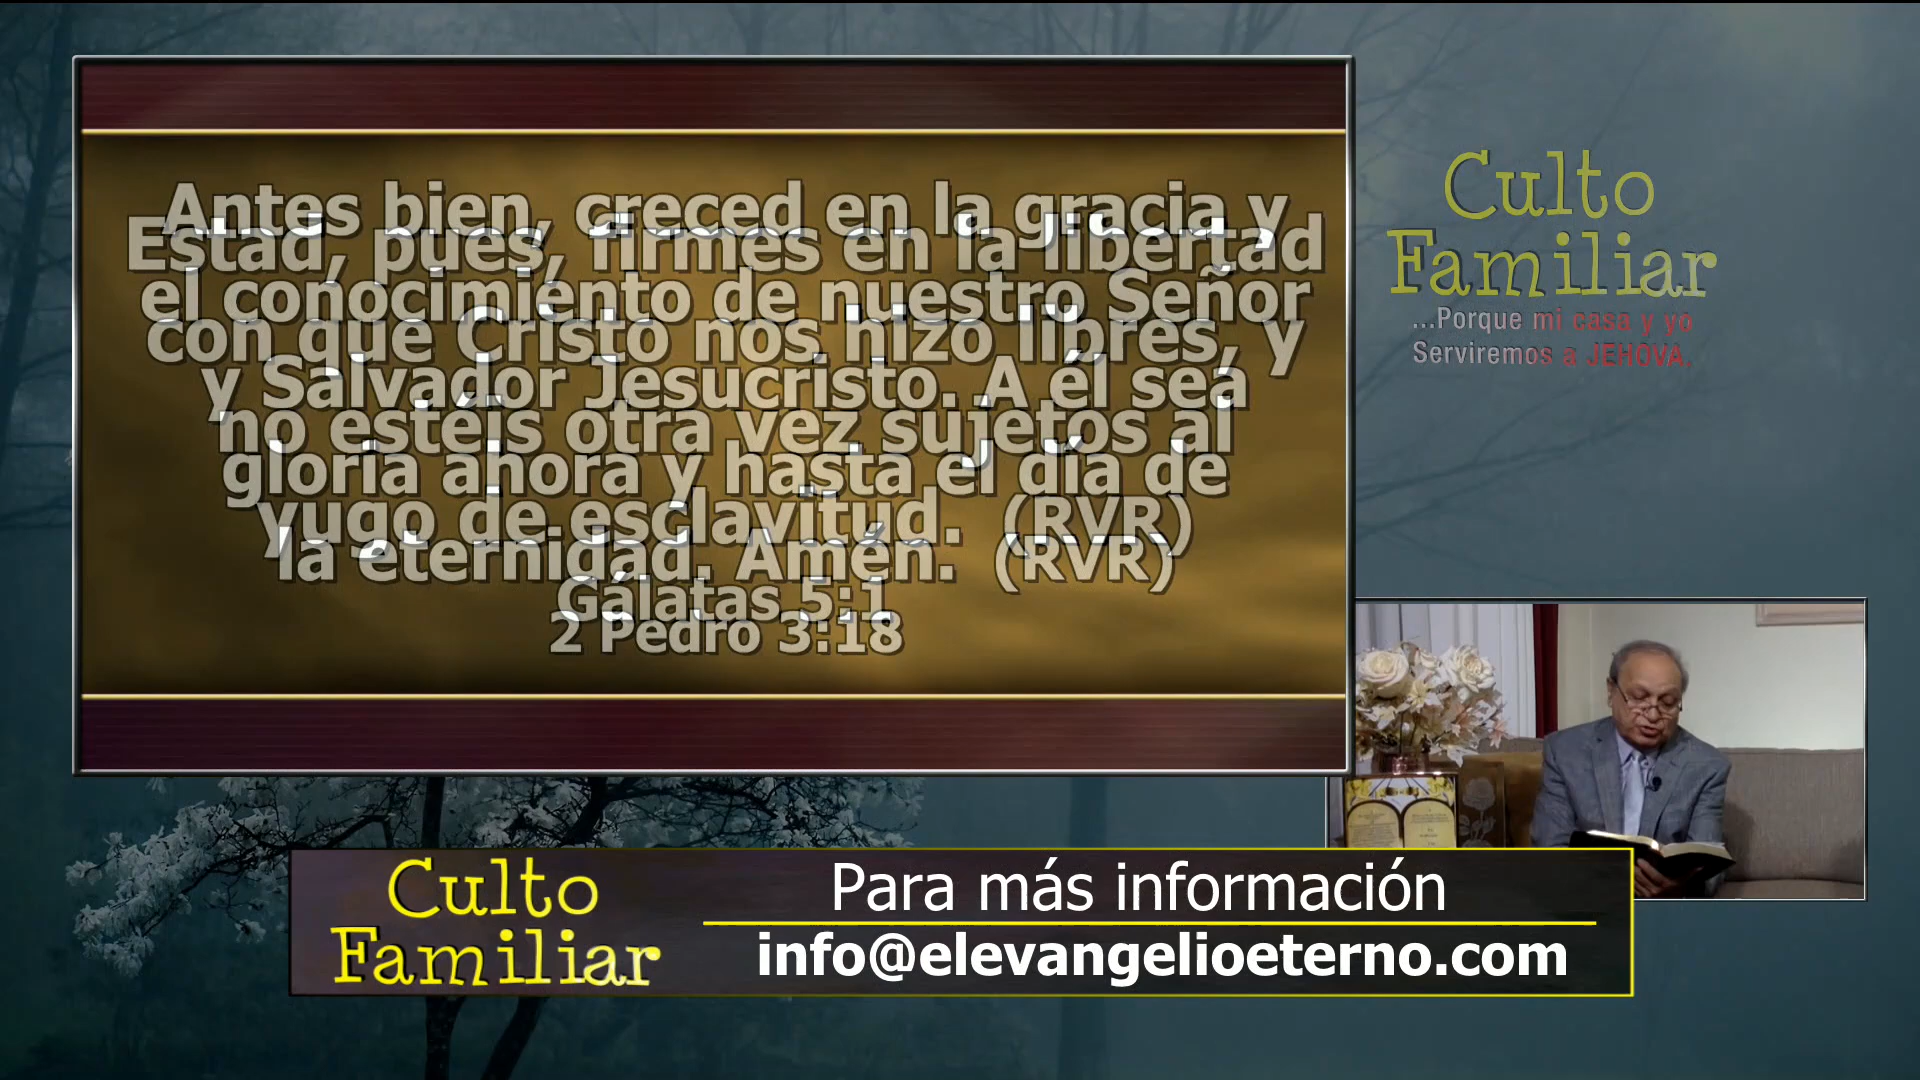 Antes bien, creced en la gracia y
el conocimiento de nuestro Señor
y Salvador Jesucristo. A él sea
gloria ahora y hasta el día de
la eternidad. Amén. (RVR)
2 Pedro 3:18
Estad, pues, firmes en la libertad
con que Cristo nos hizo libres, y
no estéis otra vez sujetos al
yugo de esclavitud. (RVR)
Gálatas 5:1
Culto
Familiar
...Porque mi casa y yo
Serviremos a JEHOVA.
Culto
Familiar
Para más información
info@elevangelioeterno.com